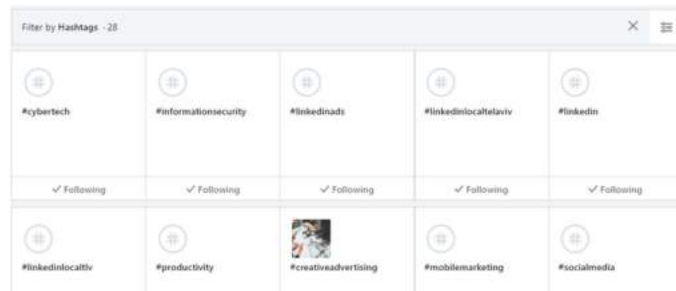 Filter by Hashtags · 28
#cybertech #informationsecurity #linkedinads #linkedinlocaltelaviv #linkedin
✓ Following ✓ Following ✓ Following ✓ Following ✓ Following
#linkedinlocaltlv #productivity #creativeadvertising #mobilemarketing #socialmedia